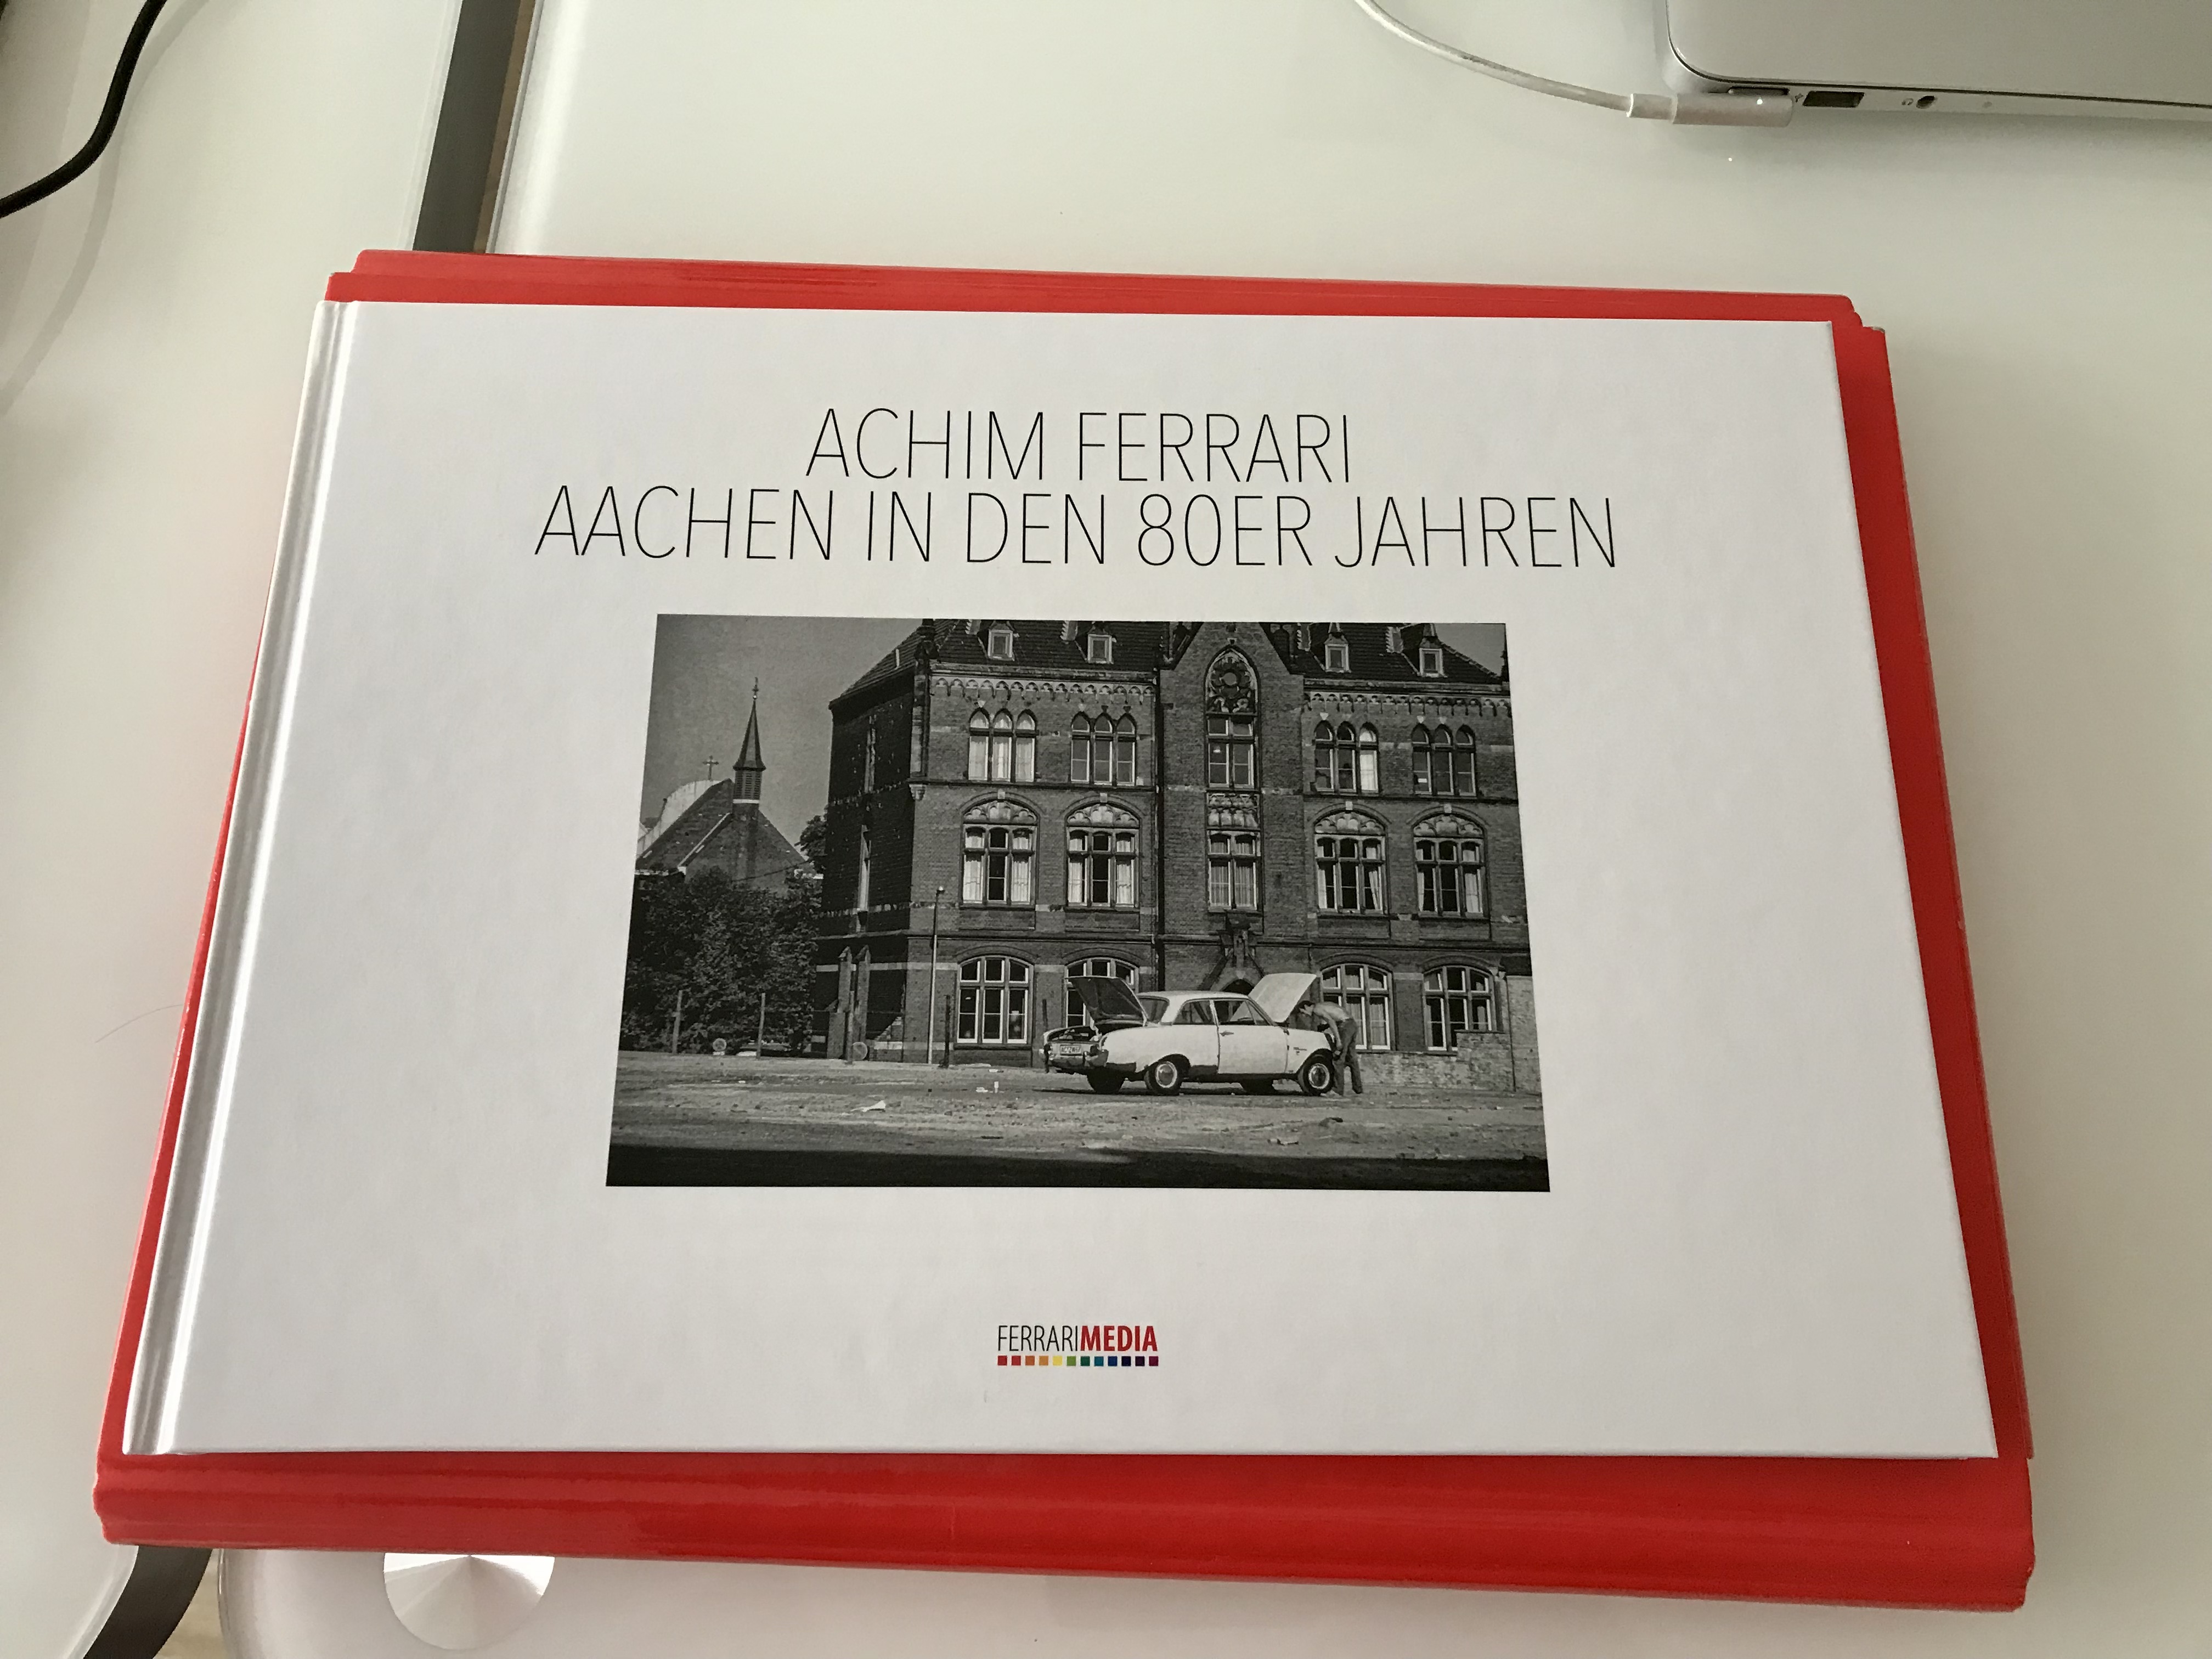 ACHIM FERRARI
AACHEN IN DEN 80ER JAHREN
FERRARIMEDIA